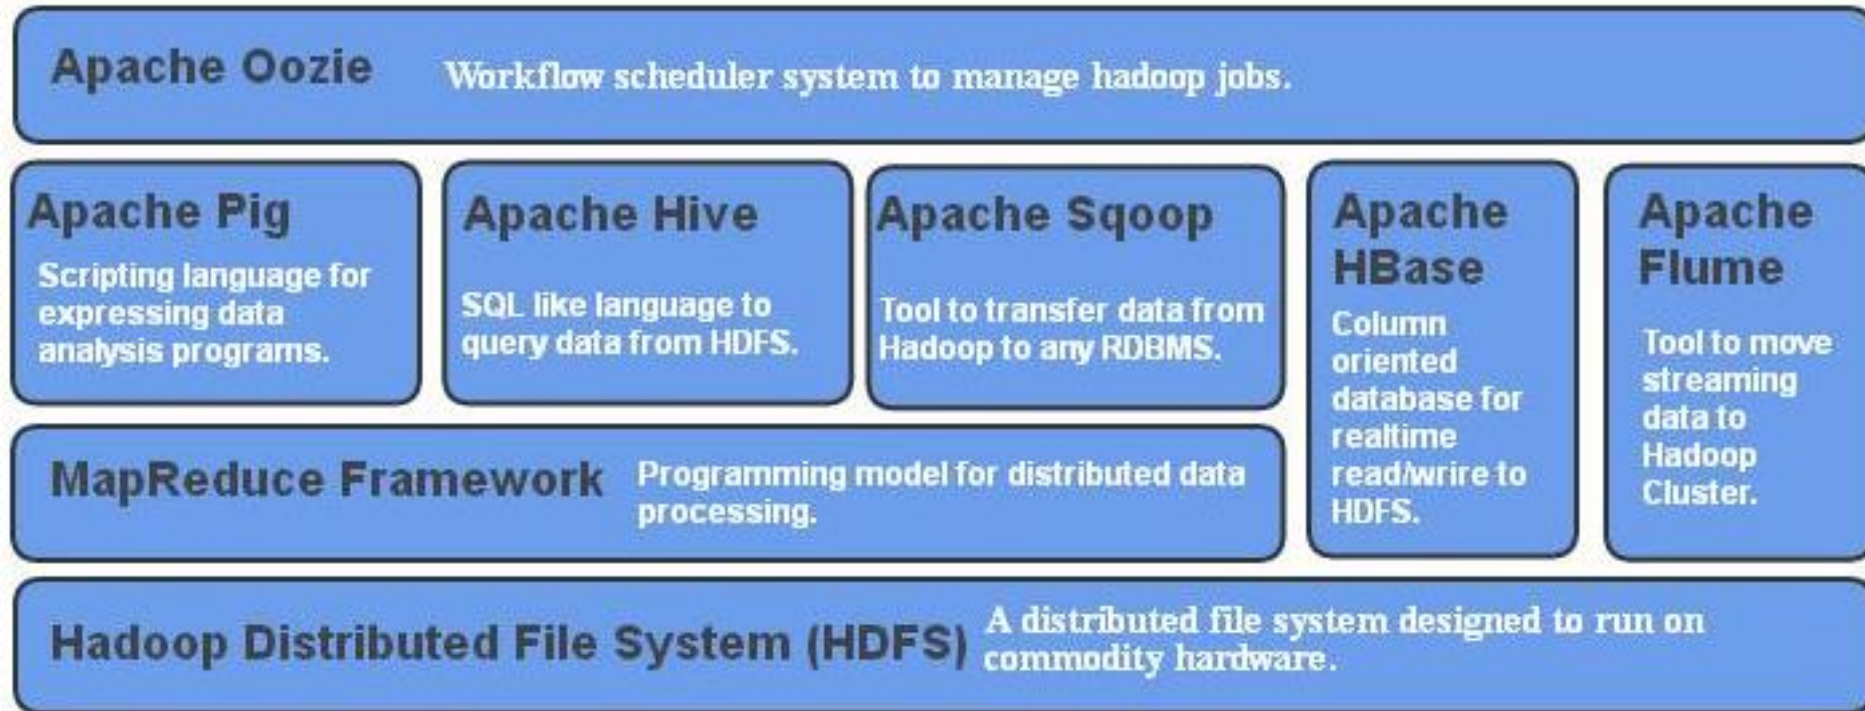 Apache Oozie
Workflow scheduler system to manage hadoop jobs.
Apache Pig
Scripting language for
expressing data
analysis programs.
Apache Hive
SQL like language to
query data from HDFS.
Apache Sqoop
Tool to transfer data from
Hadoop to any RDBMS.
Apache
HBase
Column
oriented
database for
realtime
read/wrire to
HDFS.
Apache
Flume
Tool to move
streaming
data to
Hadoop
Cluster.
MapReduce Framework
Programming model for distributed data
processing.
Hadoop Distributed File System (HDFS)
A distributed file system designed to run on
commodity hardware.